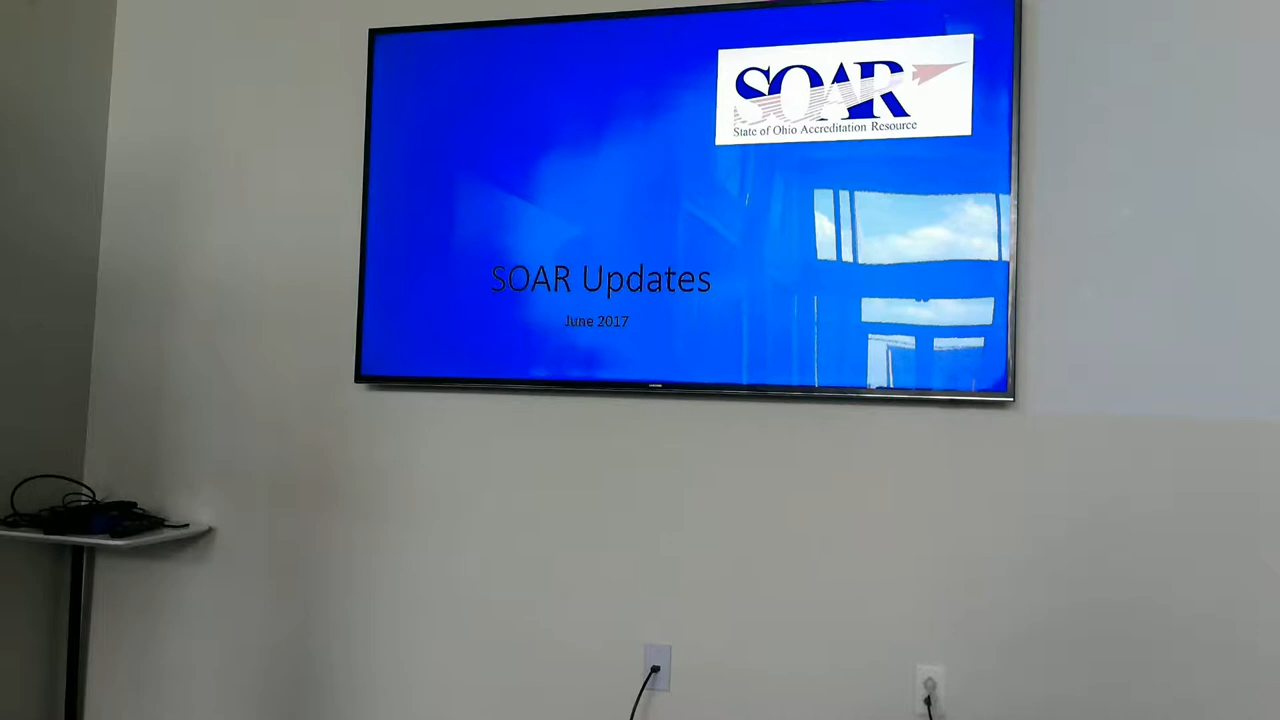 SOAR
State of Ohio Accreditation Resource
SOAR Updates
June 2017